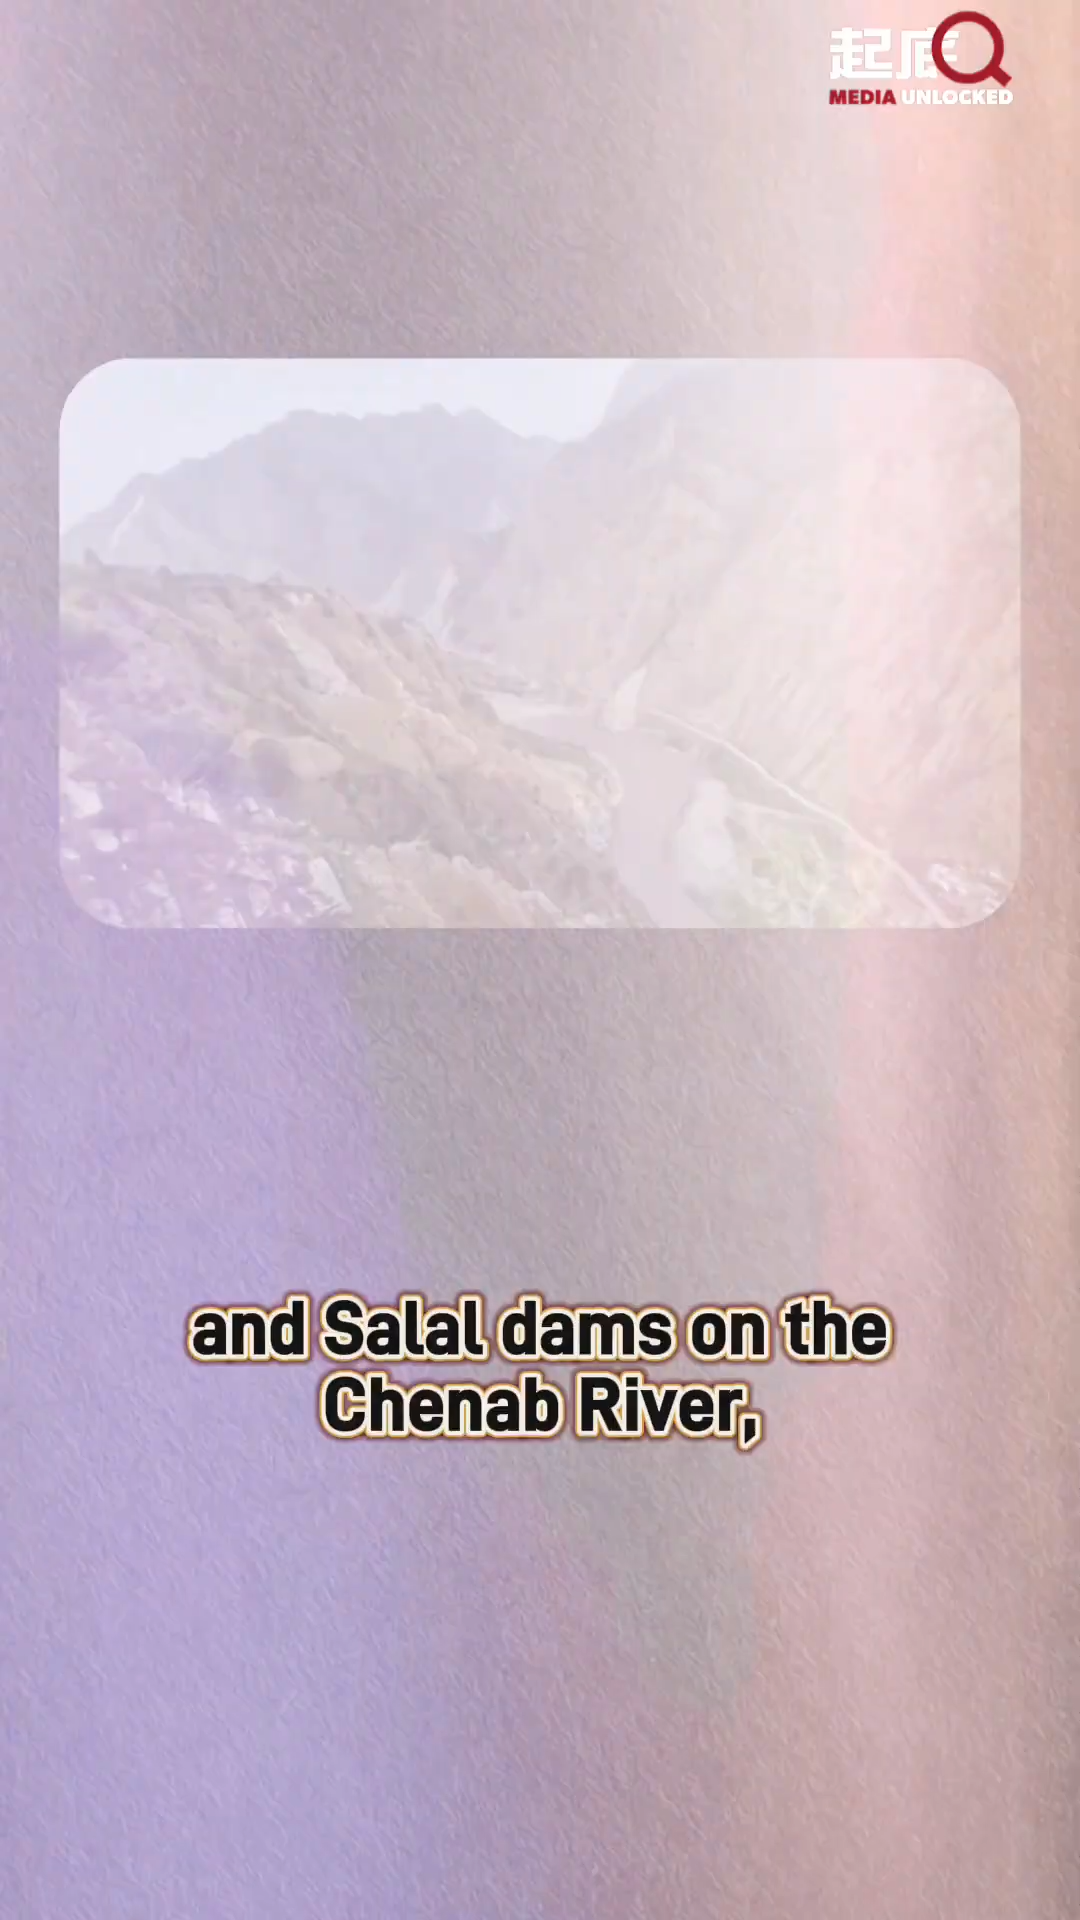 起底
MEDIA UNLOCKED
and Salal dams on the
Chenab River,